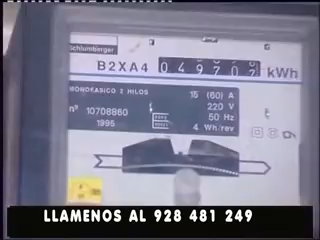 Schlumberger
B2XA4 049707 kWh
MONOFASICO 2 HILOS 15 (60) A
220 V
nº 10708860 50 Hz
1995 4 Wh/rev
LLAMENOS AL 928 481 249